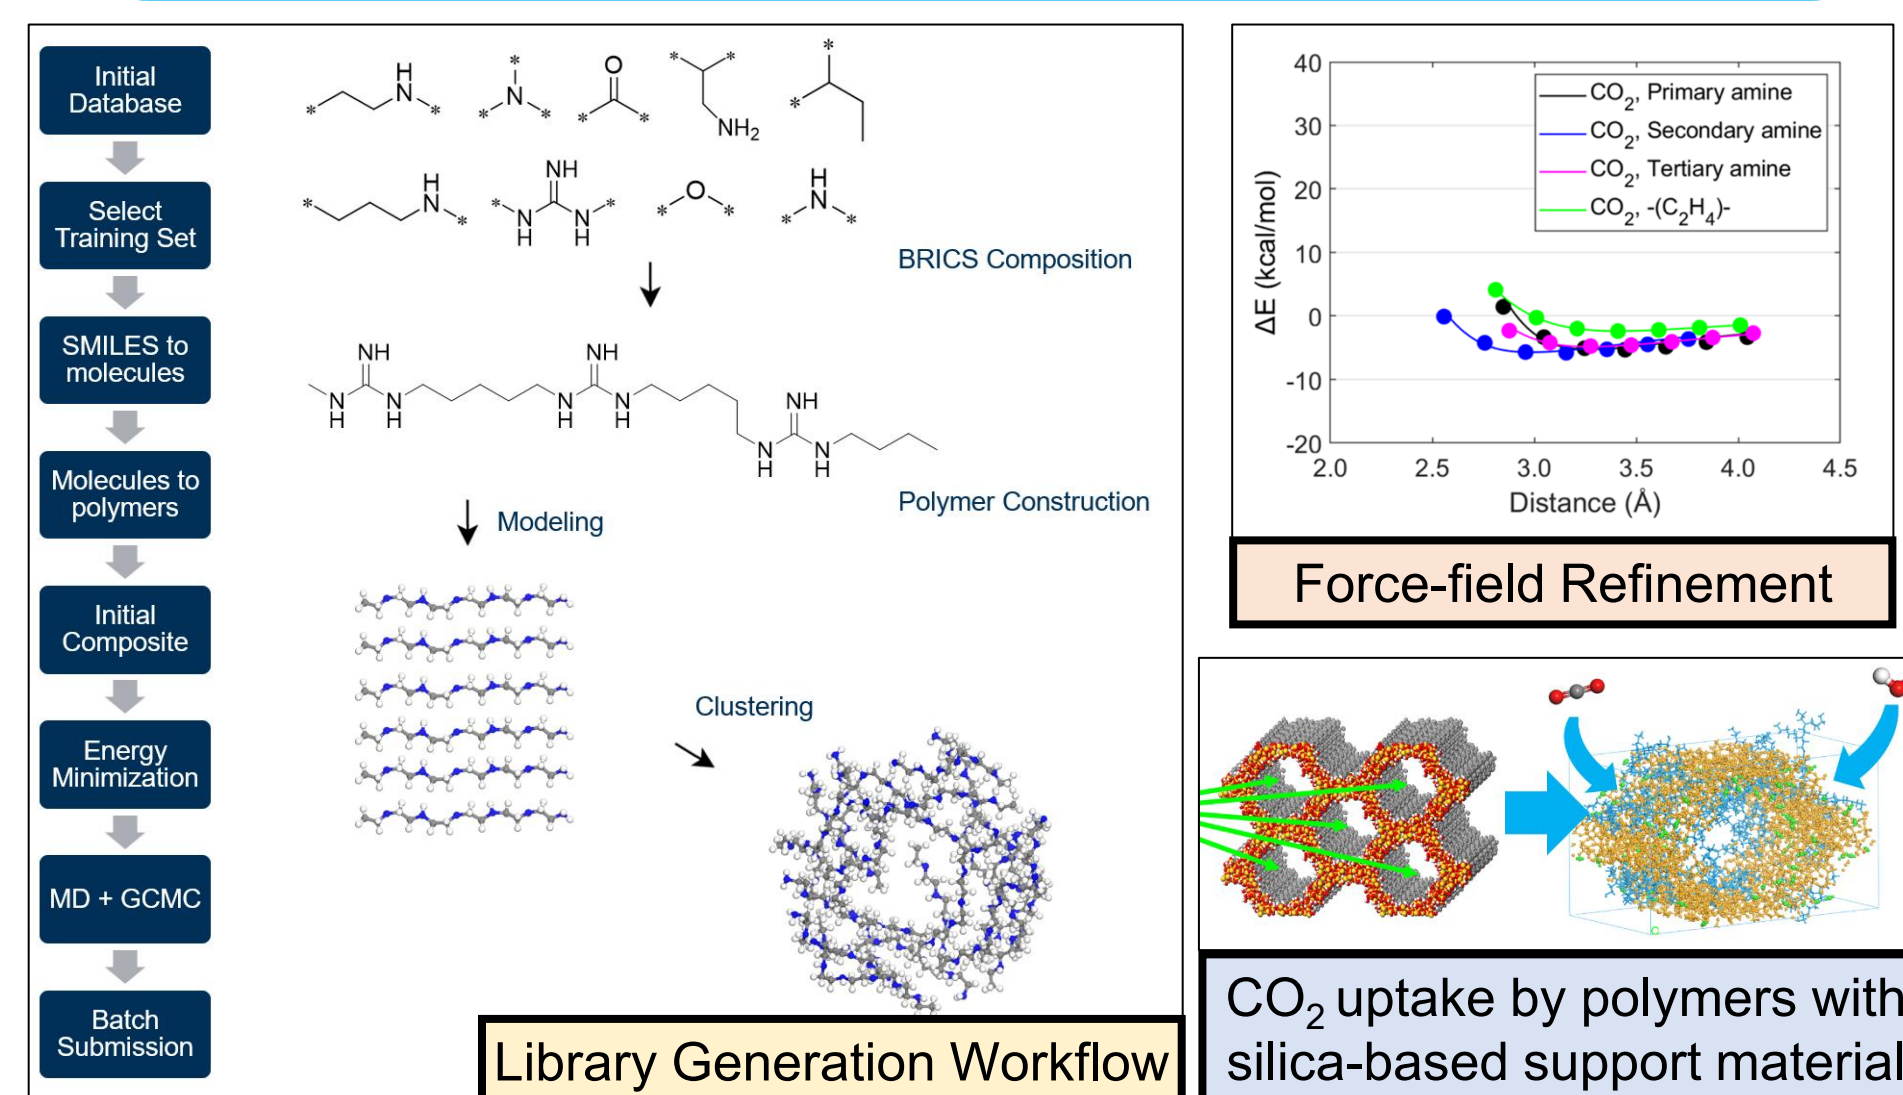 Initial
Database
Select
Training Set
SMILES to
molecules
Molecules to
polymers
Initial
Composite
Energy
Minimization
MD + GCMC
Batch
Submission
H
N
*
*
*
N
*
*
O
*
*
*
*
NH2
*
*
H
N
*
*
NH
*
N
H
N
H
*
O
*
*
H
N
*
*
BRICS Composition
NH
N
H
N
H
NH
N
H
N
H
NH
N
H
N
H
Polymer Construction
Modeling
Clustering
Library Generation Workflow
40
30
20
10
0
-10
-20
ΔE (kcal/mol)
CO2, Primary amine
CO2, Secondary amine
CO2, Tertiary amine
CO2, -(C2H4)-
2.0 2.5 3.0 3.5 4.0 4.5
Distance (Å)
Force-field Refinement
C
CO2 uptake by polymers with
silica-based support material